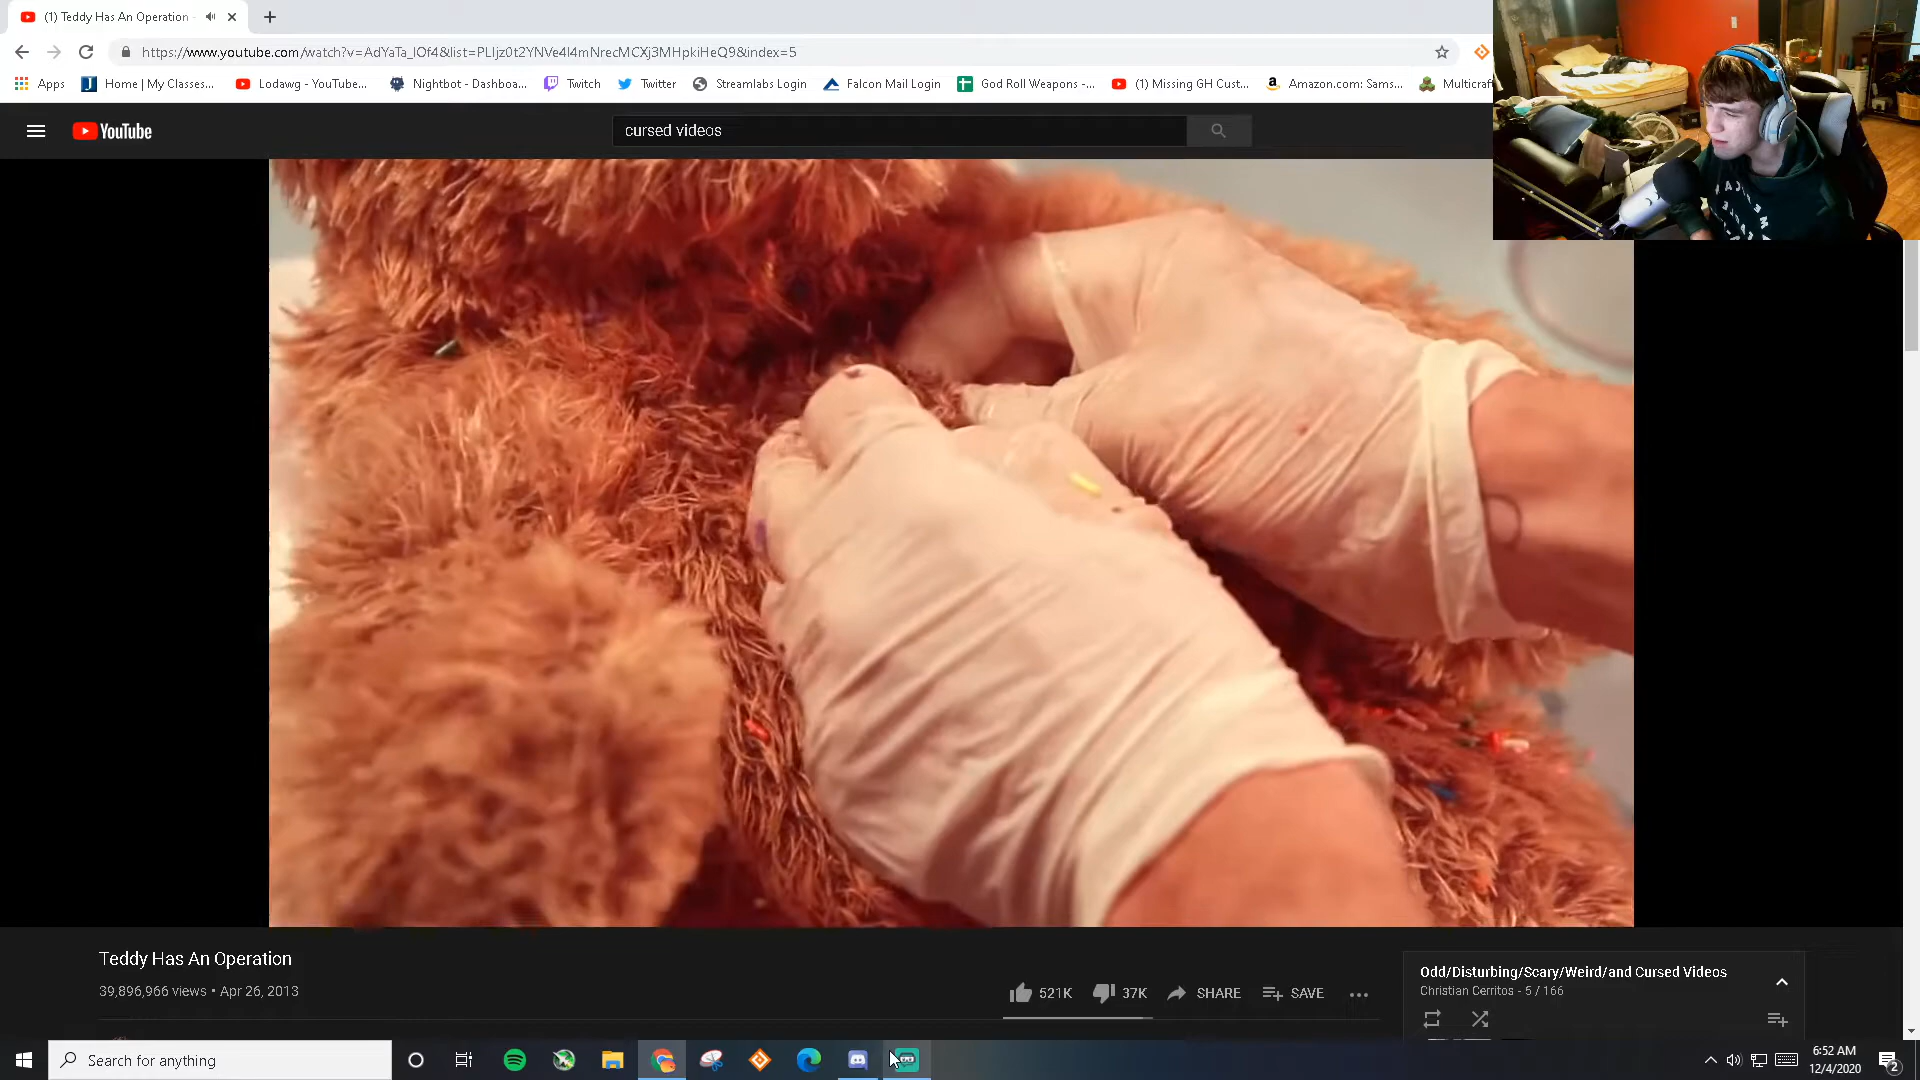 (1) Teddy Has An Operation
https://www.youtube.com/watch?v=AdYaTa_IOf4&list=PLIjz0t2YNVe4I4mNrecMCXj3MHpkiHeQ9&index=5
Apps Home | My Classes... Lodawg - YouTube... Nightbot - Dashboa... Twitch Twitter Streamlabs Login Falcon Mail Login God Roll Weapons -... (1) Missing GH Cust... Amazon.com: Sams... Multicraf
YouTube
cursed videos
Teddy Has An Operation
39,896,966 views • Apr 26, 2013
521K 37K SHARE SAVE
Odd/Disturbing/Scary/Weird/and Cursed Videos
Christian Cerritos - 5 / 166
Search for anything
6:52 AM
12/4/2020
2